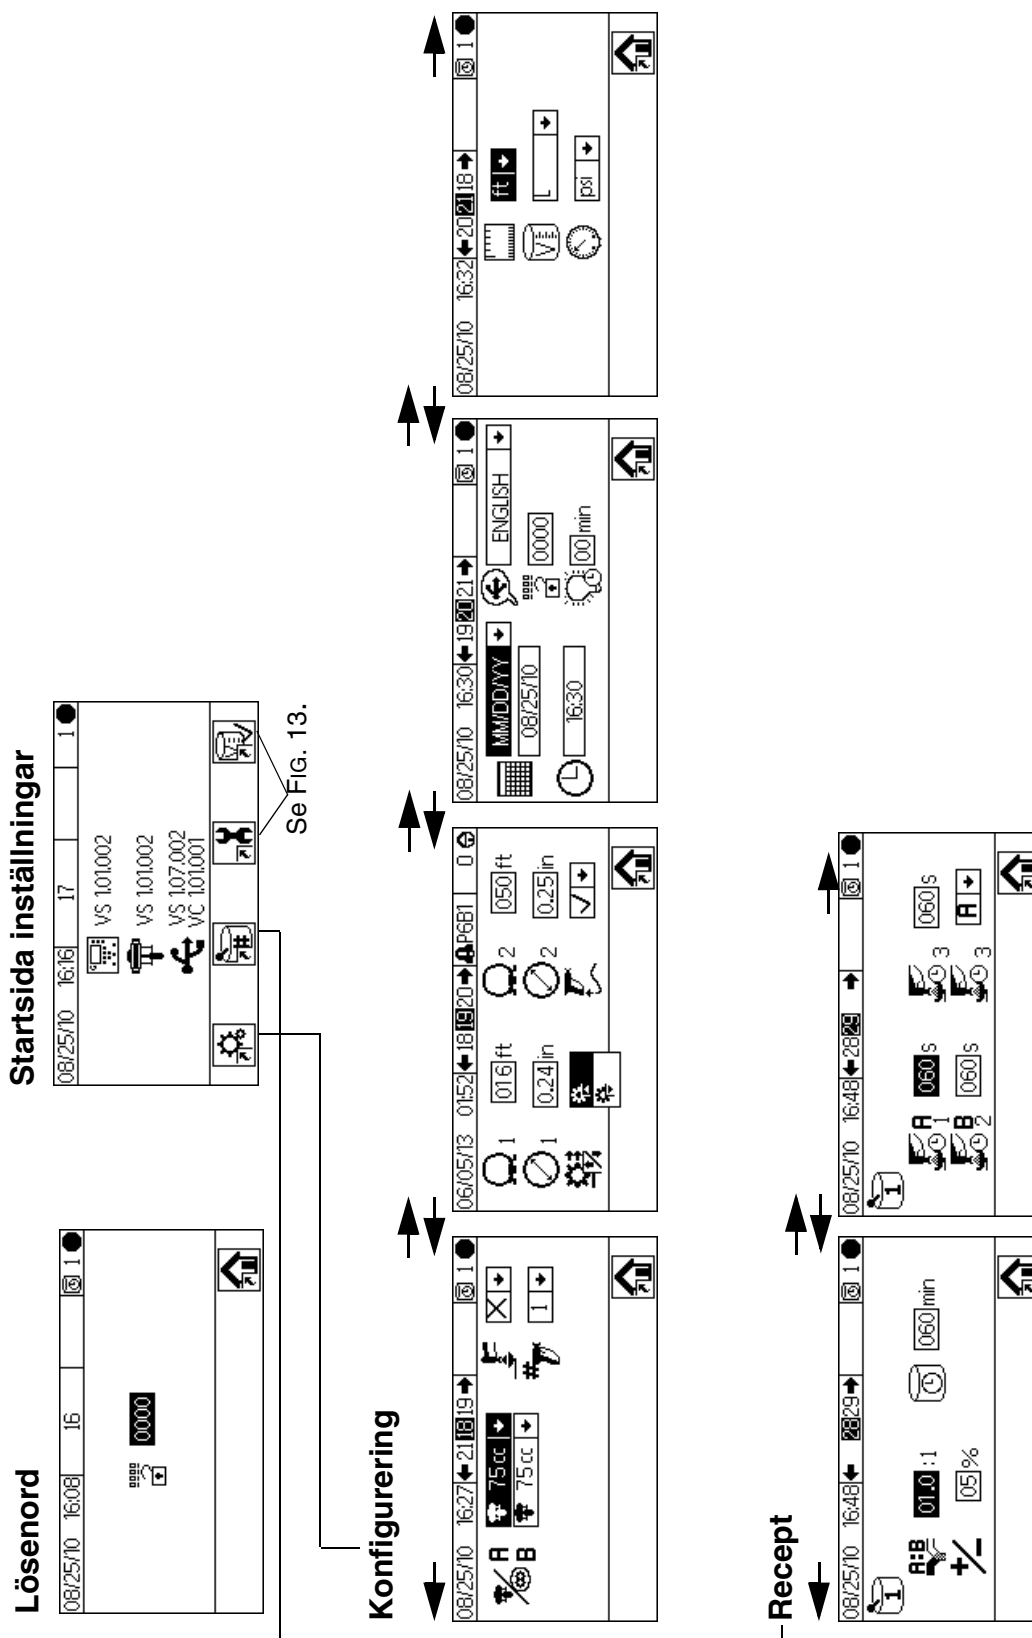 Lösenord
08/25/10 16:08 16 1
0000
Startsida inställningar
08/25/10 16:16 17 1
VS 1.01.002
VS 1.01.002
VS 1.07.002
VC 1.01.001
#
Se FIG. 13.
Konfigurering
08/25/10 16:27 21 18 19 1
A 75 cc X
B 75 cc # 1
06/05/13 01:52 18 19 20 P6B1 0
1 016 ft 2 050 ft
1 0.24 in 2 0.25 in
08/25/10 16:30 19 20 21 1
MM/DD/YY ENGLISH
08/25/10 0000
16:30 00 min
08/25/10 16:32 20 21 18 1
ft
L
psi
Recept
08/25/10 16:48 28 29 1
1
A:B 01.0 :1 060 min
+/- 05 %
08/25/10 16:48 28 29 1
1
A 1 060 s 3 060 s
B 2 060 s 3 A